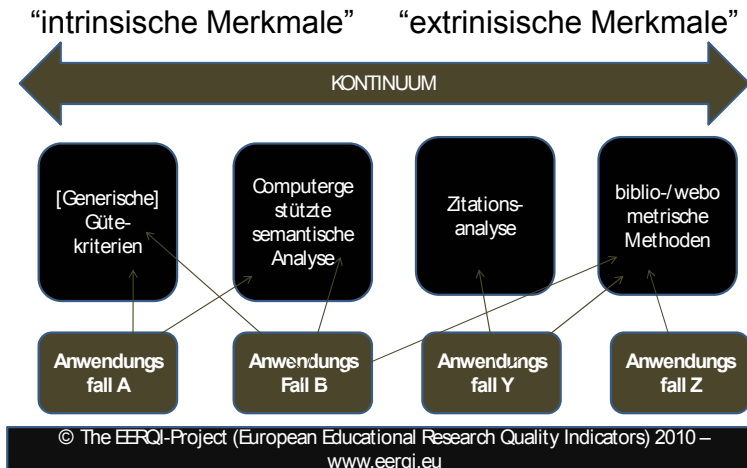 “intrinsische Merkmale” “extrinisische Merkmale”
KONTINUUM
[Generische]
Güte-
kriterien
Computerge
stützte
semantische
Analyse
Zitations-
analyse
biblio-/webo
metrische
Methoden
Anwendungs
fall A
Anwendungs
Fall B
Anwendungs
fall Y
Anwendungs
fall Z
© The EERQI-Project (European Educational Research Quality Indicators) 2010 –
www.eerqi.eu